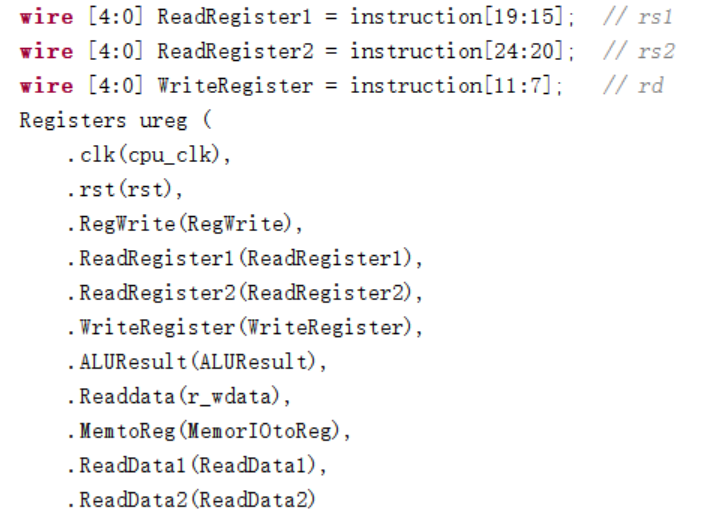 wire [4:0] ReadRegister1 = instruction[19:15];  // rs1
wire [4:0] ReadRegister2 = instruction[24:20];  // rs2
wire [4:0] WriteRegister = instruction[11:7];   // rd
Registers ureg (
    .clk(cpu_clk),
    .rst(rst),
    .RegWrite(RegWrite),
    .ReadRegister1(ReadRegister1),
    .ReadRegister2(ReadRegister2),
    .WriteRegister(WriteRegister),
    .ALUResult(ALUResult),
    .Readdata(r_wdata),
    .MemtoReg(MemorIOtoReg),
    .ReadData1(ReadData1),
    .ReadData2(ReadData2)